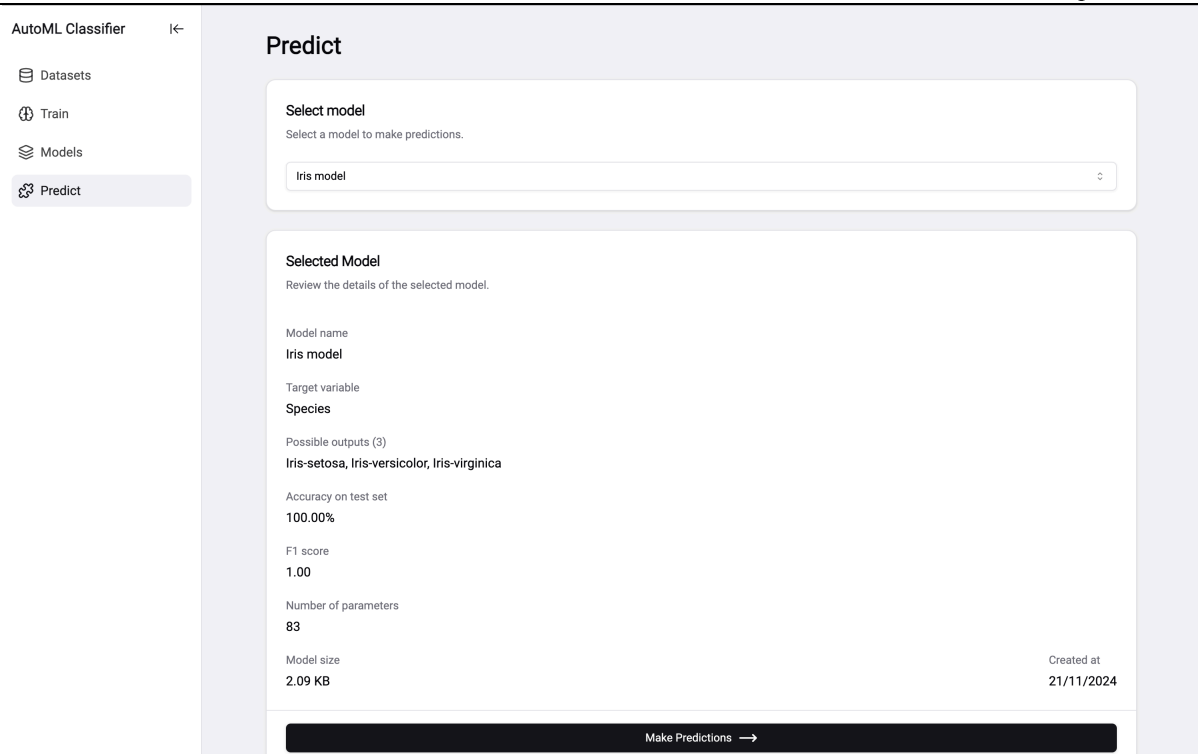 AutoML Classifier
Datasets
Train
Models
Predict
Predict
Select model
Select a model to make predictions.
Iris model
Selected Model
Review the details of the selected model.
Model name
Iris model
Target variable
Species
Possible outputs (3)
Iris-setosa, Iris-versicolor, Iris-virginica
Accuracy on test set
100.00%
F1 score
1.00
Number of parameters
83
Model size
2.09 KB
Created at
21/11/2024
Make Predictions